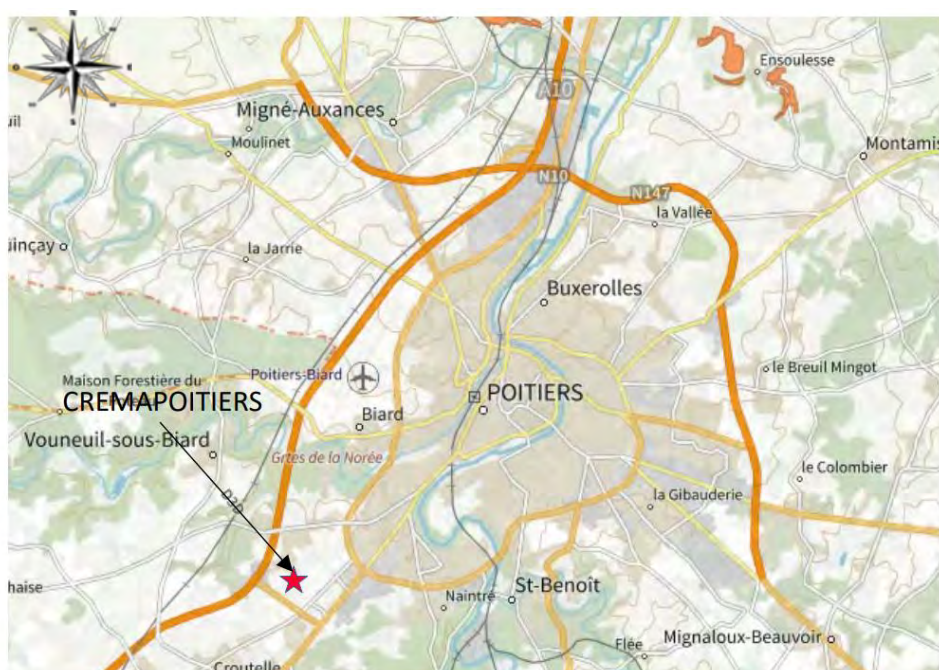 Ensoulesse
A10
Migné-Auxances
Moulinet
Montamis
N10
N147
la Vallée
uinçay
la Jarrie
Buxerolles
Poitiers-Biard
le Breuil Mingot
Maison Forestière du
CREMAPOITIERS
POITIERS
Biard
Vouneuil-sous-Biard
Grtes de la Norée
le Colombier
la Gibauderie
haise
St-Benoît
Naintré
Mignaloux-Beauvoir
Flée
Croutelle